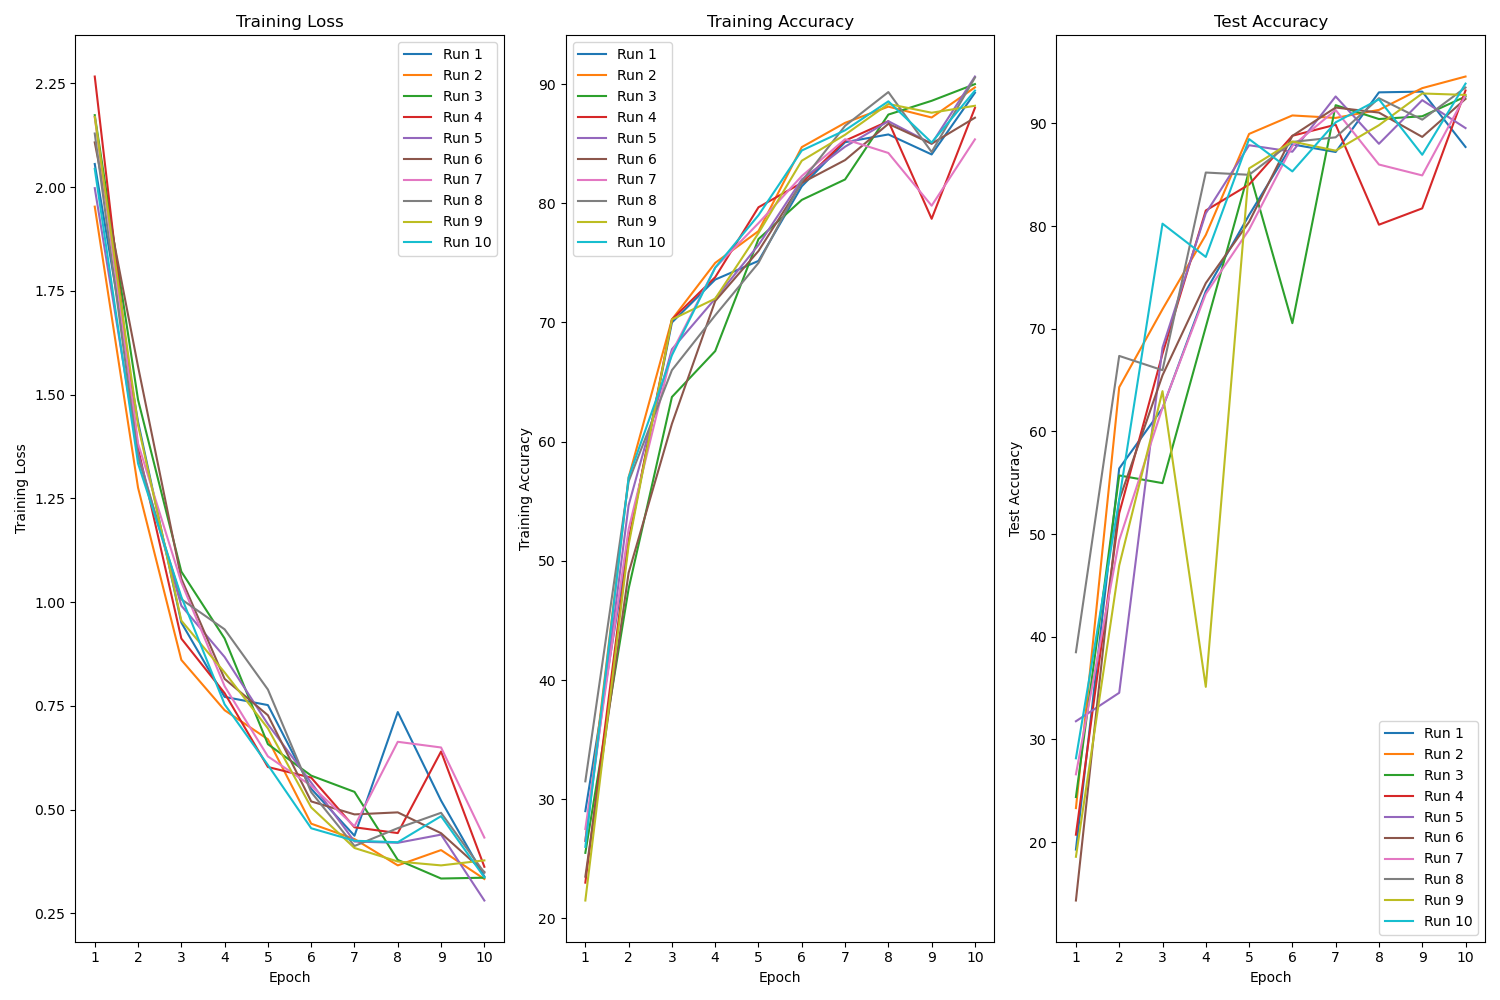 Training Loss
Training Loss
2.25
2.00
1.75
1.50
1.25
1.00
0.75
0.50
0.25
1 2 3 4 5 6 7 8 9 10
Epoch
Run 1
Run 2
Run 3
Run 4
Run 5
Run 6
Run 7
Run 8
Run 9
Run 10
Training Accuracy
Training Accuracy
90
80
70
60
50
40
30
20
1 2 3 4 5 6 7 8 9 10
Epoch
Run 1
Run 2
Run 3
Run 4
Run 5
Run 6
Run 7
Run 8
Run 9
Run 10
Test Accuracy
Test Accuracy
90
80
70
60
50
40
30
20
1 2 3 4 5 6 7 8 9 10
Epoch
Run 1
Run 2
Run 3
Run 4
Run 5
Run 6
Run 7
Run 8
Run 9
Run 10